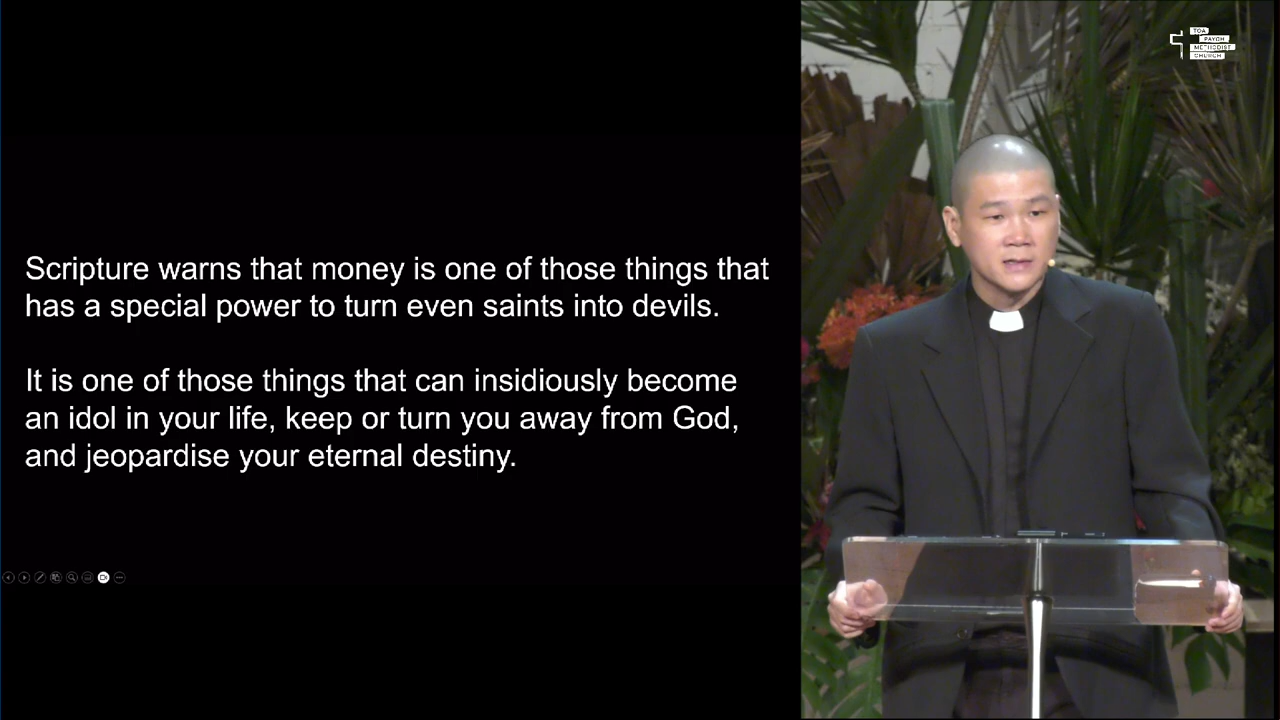 Scripture warns that money is one of those things that
has a special power to turn even saints into devils.
It is one of those things that can insidiously become
an idol in your life, keep or turn you away from God,
and jeopardise your eternal destiny.
TOA
PAYOH
METHODIST
CHURCH